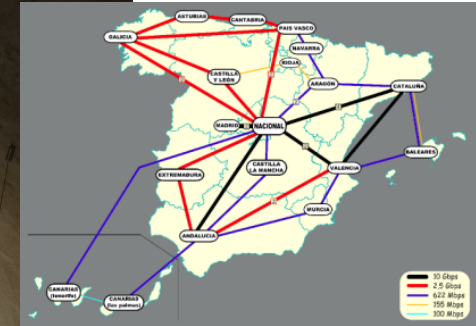 ASTURIAS
CANTABRIA
PAIS VASCO
GALICIA
NAVARRA
RIOJA
CASTILLA
Y LEÓN
ARAGÓN
CATALUÑA
MADRID
NACIONAL
BALEARES
CASTILLA
LA MANCHA
EXTREMADURA
VALENCIA
MURCIA
ANDALUCIA
CANARIAS
(tenerife)
CANARIAS
(las palmas)
10 Gbps
2,5 Gbps
622 Mbps
155 Mbps
100 Mbps